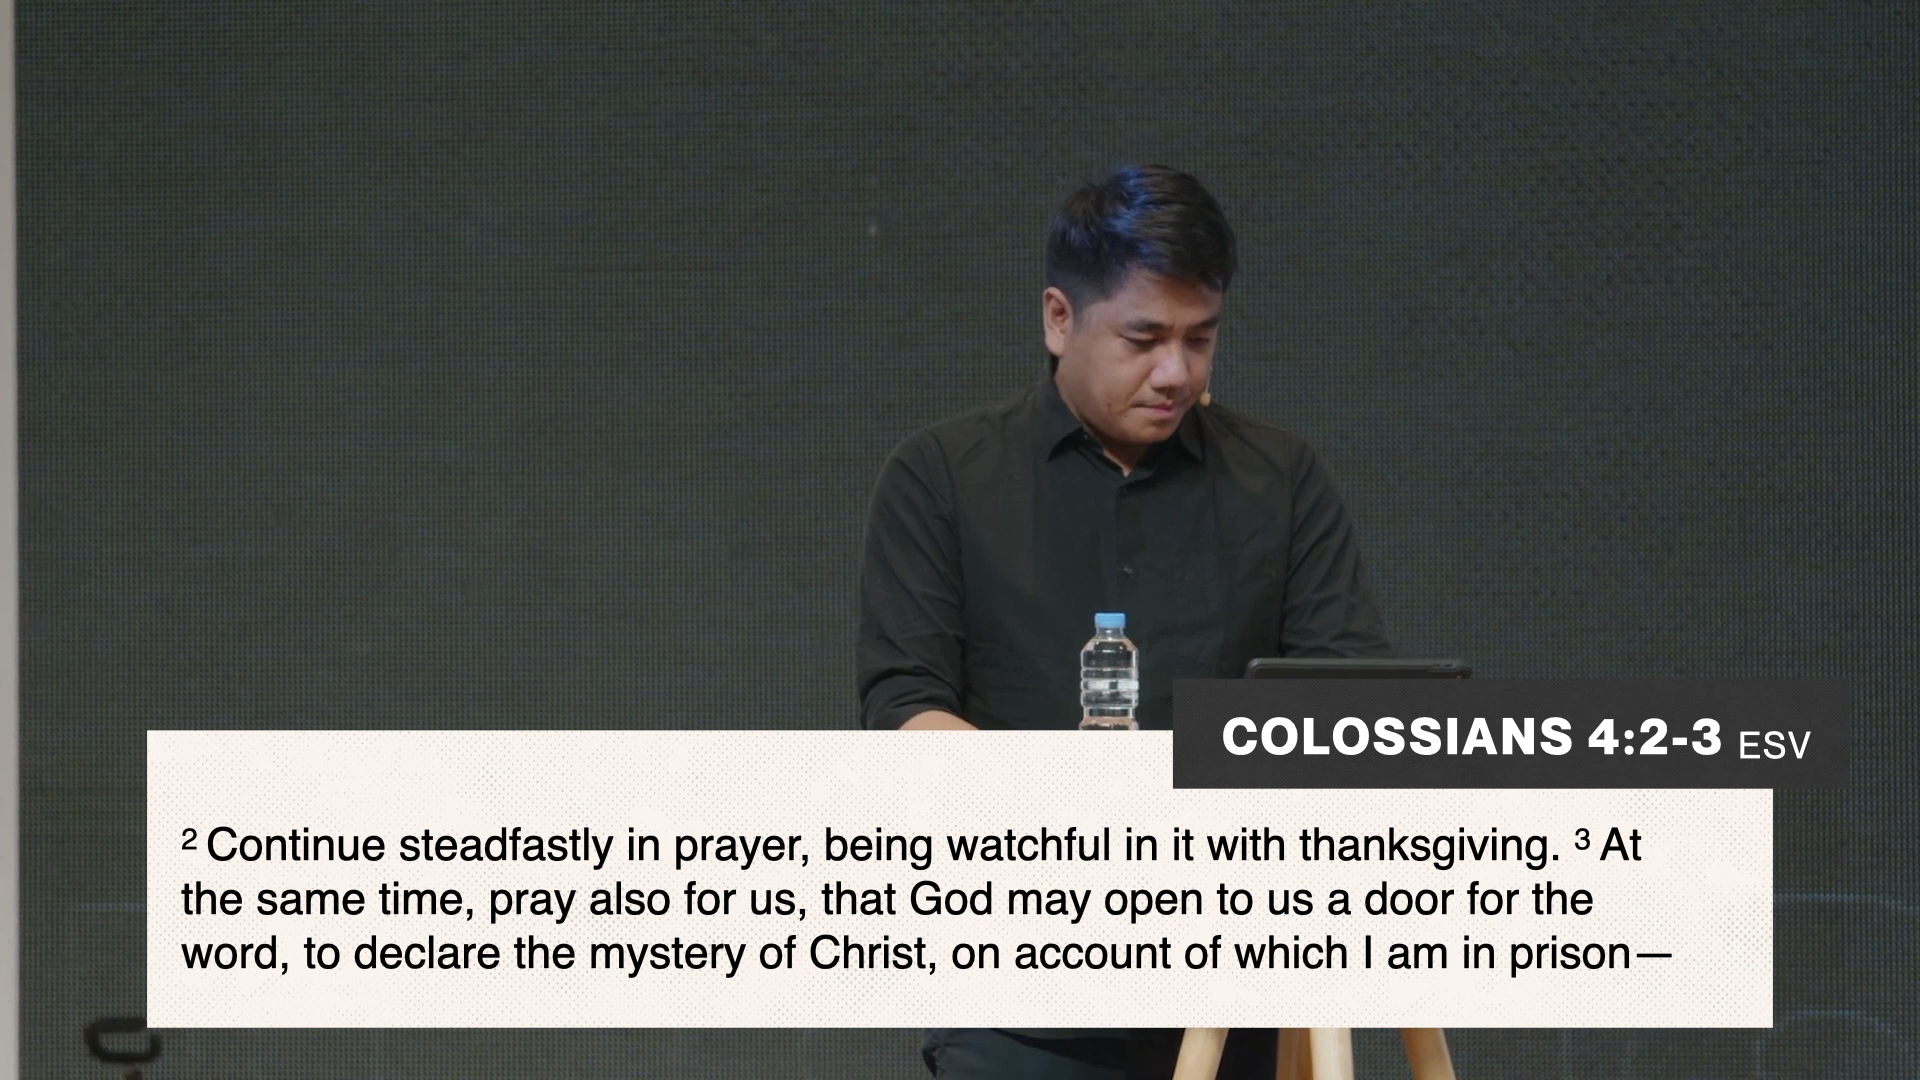 COLOSSIANS 4:2-3 ESV
2 Continue steadfastly in prayer, being watchful in it with thanksgiving. 3 At
the same time, pray also for us, that God may open to us a door for the
word, to declare the mystery of Christ, on account of which I am in prison—